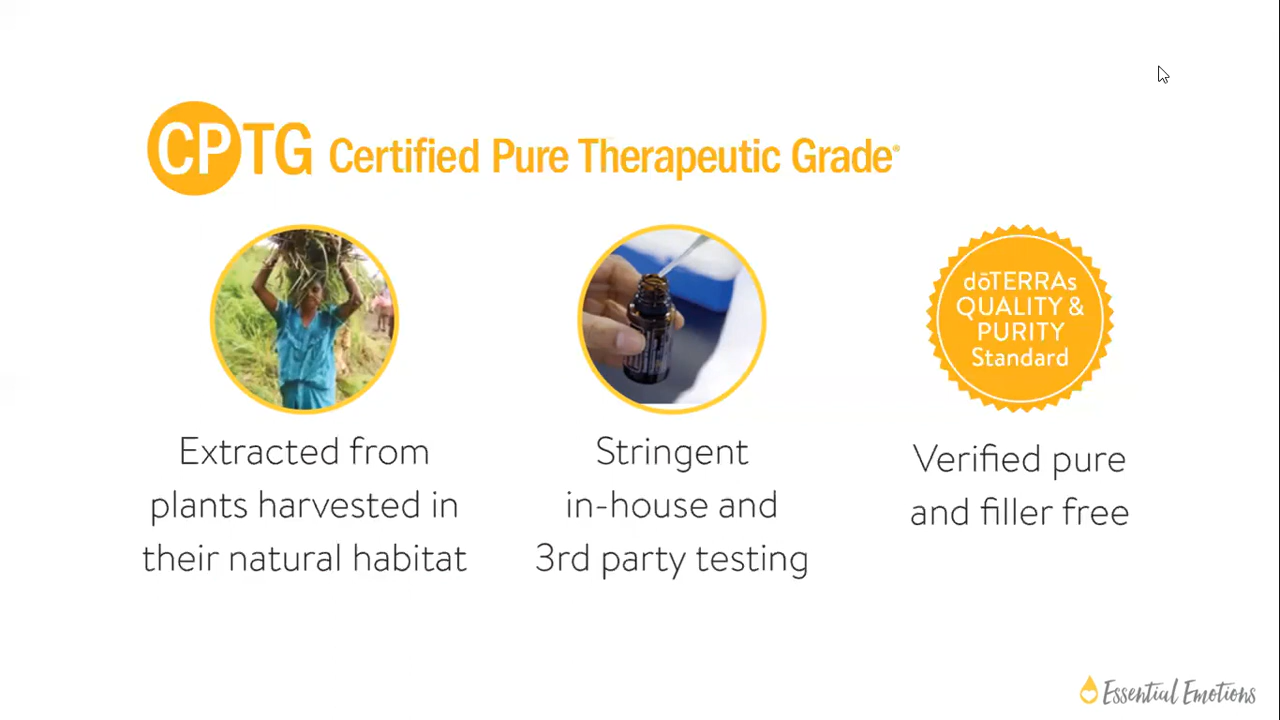 CPTG Certified Pure Therapeutic Grade®
Extracted from
plants harvested in
their natural habitat
Stringent
in-house and
3rd party testing
dōTERRAs
QUALITY &
PURITY
Standard
Verified pure
and filler free
Essential Emotions